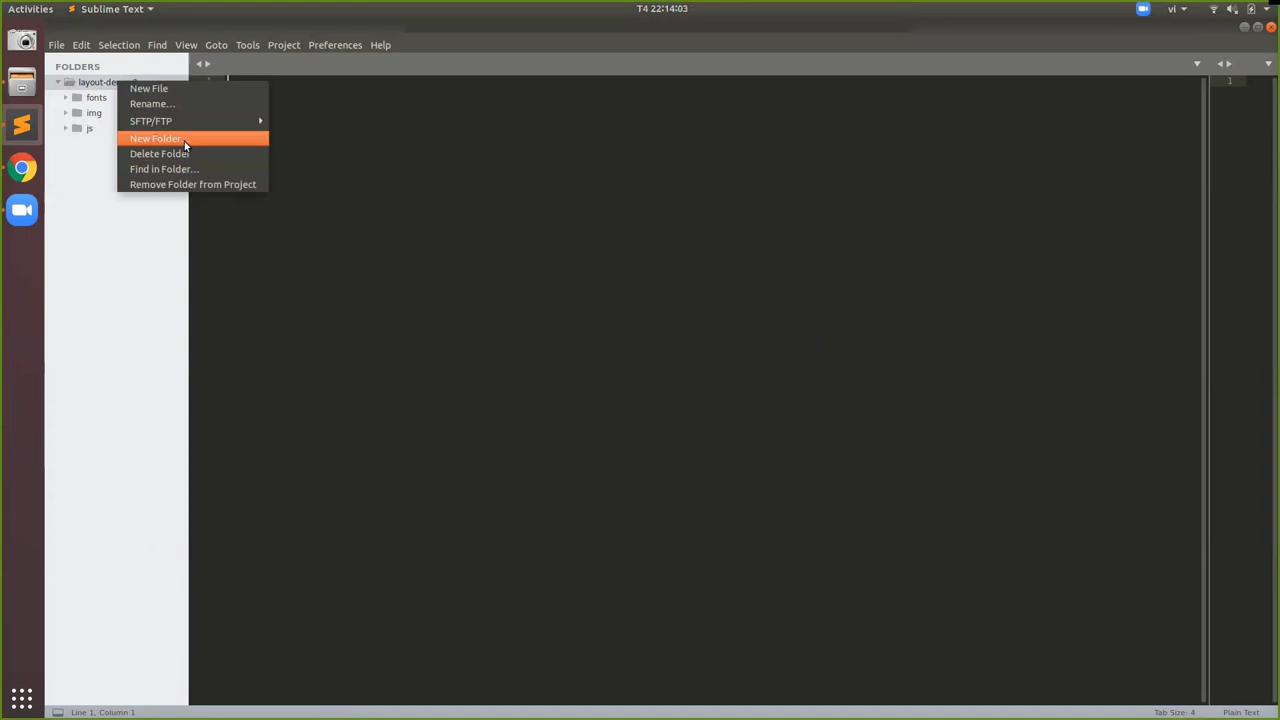 Activities Sublime Text T4 22:14:03 vi
File Edit Selection Find View Goto Tools Project Preferences Help
FOLDERS
fonts
img
js
New File
Rename...
SFTP/FTP
New Folder...
Delete Folder
Find in Folder...
Remove Folder from Project
1
Line 1, Column 1 Tab Size: 4 Plain Text